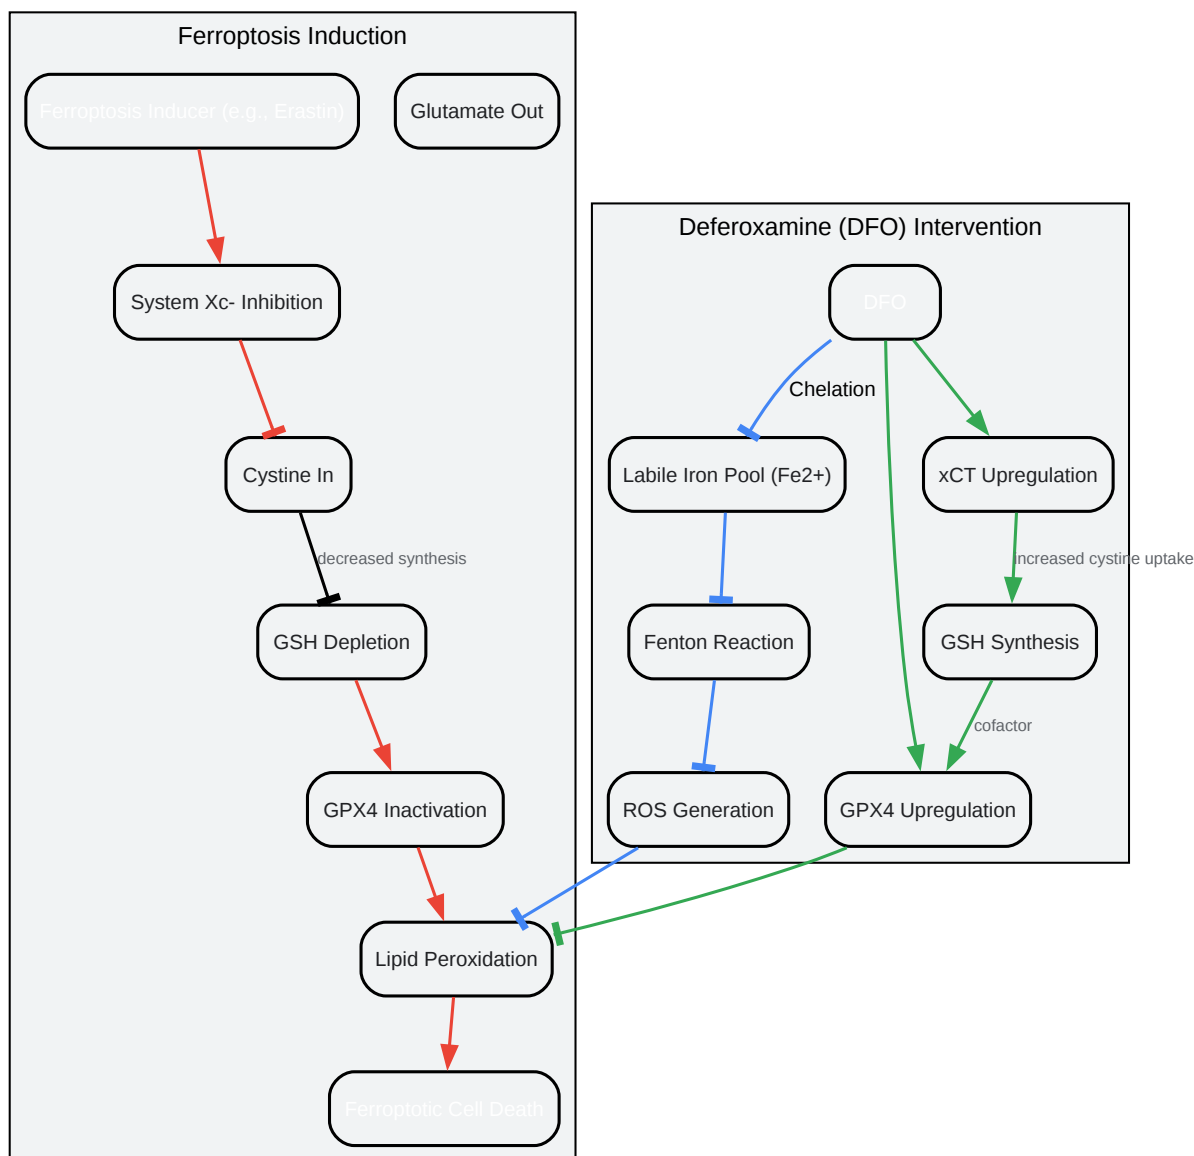 Ferroptosis Induction
Ferroptosis Inducer (e.g., Erastin)
Glutamate Out
System Xc- Inhibition
Cystine In
decreased synthesis
GSH Depletion
GPX4 Inactivation
Lipid Peroxidation
Ferroptotic Cell Death
Deferoxamine (DFO) Intervention
DFO
Chelation
Labile Iron Pool (Fe2+)
xCT Upregulation
increased cystine uptake
Fenton Reaction
GSH Synthesis
cofactor
ROS Generation
GPX4 Upregulation